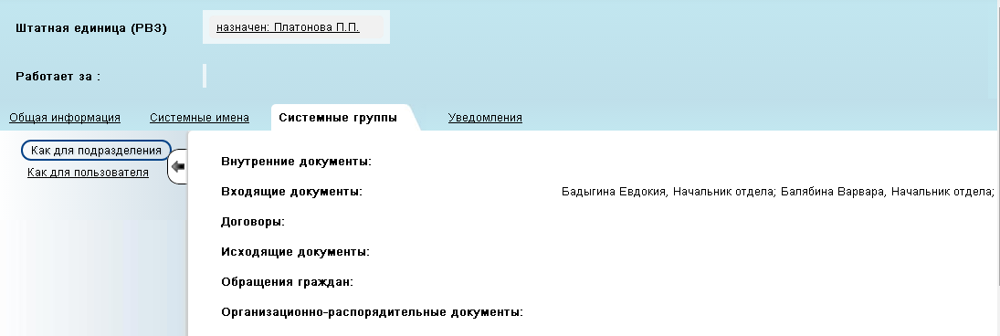 Штатная единица (РВЗ) назначен: Платонова П.П.
Работает за :
Общая информация Системные имена Системные группы Уведомления
Как для подразделения
Как для пользователя
Внутренние документы:
Входящие документы: Бадыгина Евдокия, Начальник отдела; Балябина Варвара, Начальник отдела;
Договоры:
Исходящие документы:
Обращения граждан:
Организационно-распорядительные документы: